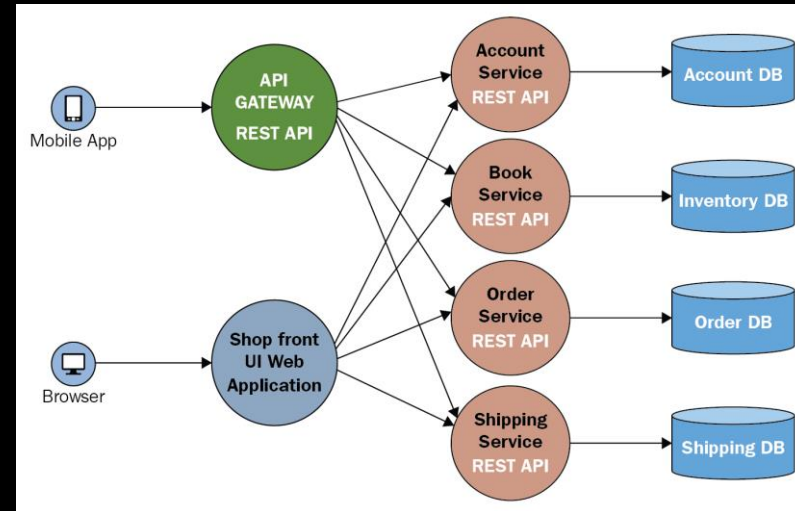 Mobile App
API
GATEWAY
REST API
Browser
Shop front
UI Web
Application
Account
Service
REST API
Book
Service
REST API
Order
Service
REST API
Shipping
Service
REST API
Account DB
Inventory DB
Order DB
Shipping DB